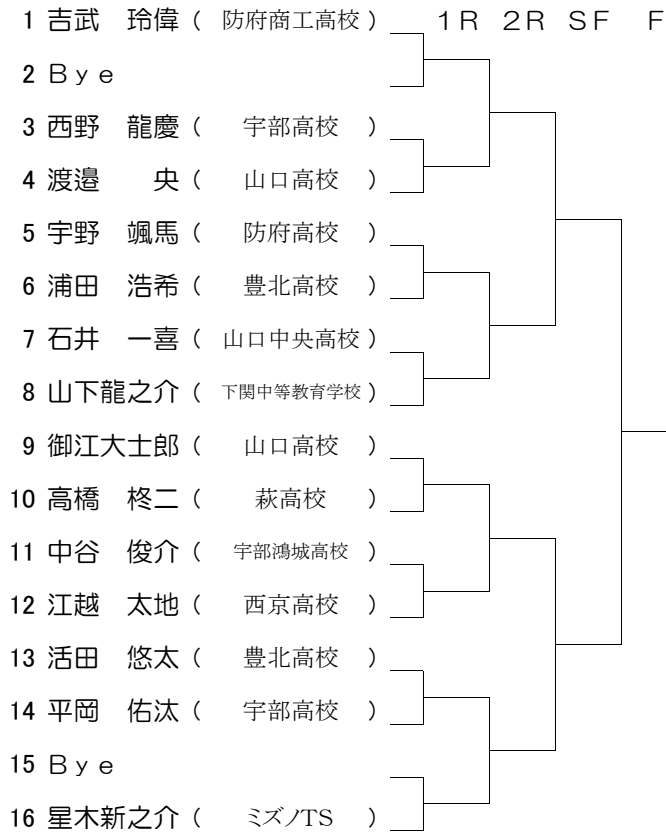 1 吉武　玲偉（ 防府商工高校 ） １Ｒ ２Ｒ ＳＦ Ｆ
2 Ｂｙｅ
3 西野　龍慶（ 宇部高校 ）
4 渡邉　　央（ 山口高校 ）
5 宇野　颯馬（ 防府高校 ）
6 浦田　浩希（ 豊北高校 ）
7 石井　一喜（ 山口中央高校 ）
8 山下龍之介（ 下関中等教育学校 ）
9 御江大士郎（ 山口高校 ）
10 高橋　柊二（ 萩高校 ）
11 中谷　俊介（ 宇部鴻城高校 ）
12 江越　太地（ 西京高校 ）
13 活田　悠太（ 豊北高校 ）
14 平岡　佑汰（ 宇部高校 ）
15 Ｂｙｅ
16 星木新之介（ ミズノTS ）